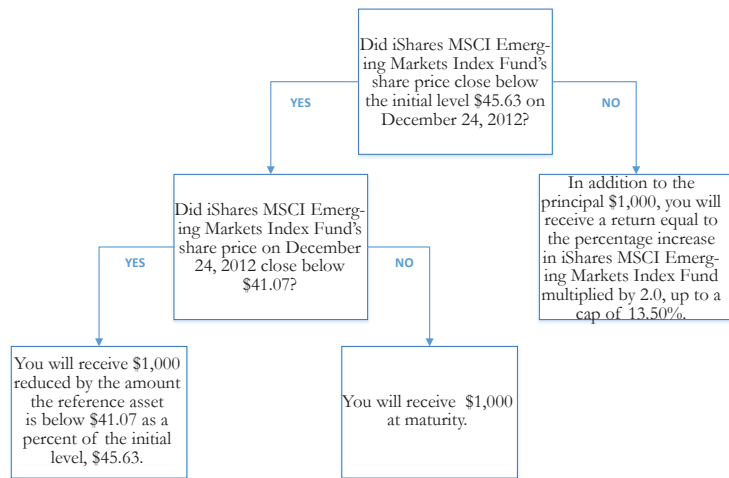 Did iShares MSCI Emerg-
ing Markets Index Fund's
share price close below
the initial level $45.63 on
December 24, 2012?
YES
NO
Did iShares MSCI Emerg-
ing Markets Index Fund's
share price on December
24, 2012 close below
$41.07?
In addition to the
principal $1,000, you will
receive a return equal to
the percentage increase
in iShares MSCI Emerg-
ing Markets Index Fund
multiplied by 2.0, up to a
cap of 13.50%.
YES
NO
You will receive $1,000
reduced by the amount
the reference asset
is below $41.07 as a
percent of the initial
level, $45.63.
You will receive $1,000
at maturity.